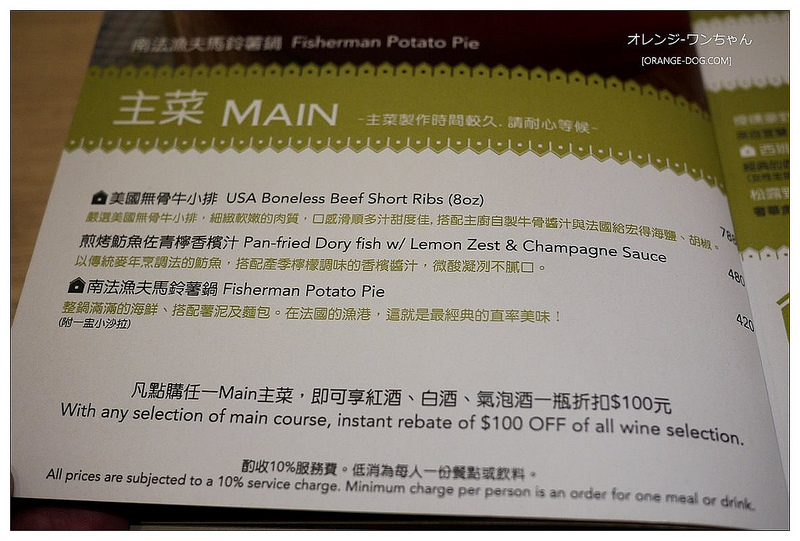 南法漁夫馬鈴薯鍋 Fisherman Potato Pie
オレンジ-ワンちゃん
[ORANGE-DOG.COM]
主菜 MAIN -主菜製作時間較久. 請耐心等候-
美國無骨牛小排 USA Boneless Beef Short Ribs (8oz)
嚴選美國無骨牛小排，細緻軟嫩的肉質，口感滑順多汁甜度佳, 搭配主廚自製牛骨醬汁與法國給宏得海鹽、胡椒。
788
煎烤魴魚佐青檸香檳汁 Pan-fried Dory fish w/ Lemon Zest & Champagne Sauce
以傳統麥年烹調法的魴魚，搭配產季檸檬調味的香檳醬汁，微酸凝冽不膩口。
480
南法漁夫馬鈴薯鍋 Fisherman Potato Pie
整鍋滿滿的海鮮、搭配薯泥及麵包。在法國的漁港，這就是最經典的直率美味！
420
(附一盅小沙拉)
凡點購任一Main主菜，即可享紅酒、白酒、氣泡酒一瓶折扣$100元
With any selection of main course, instant rebate of $100 OFF of all wine selection.
酌收10%服務費。低消為每人一份餐點或飲料。
All prices are subjected to a 10% service charge. Minimum charge per person is an order for one meal or drink.